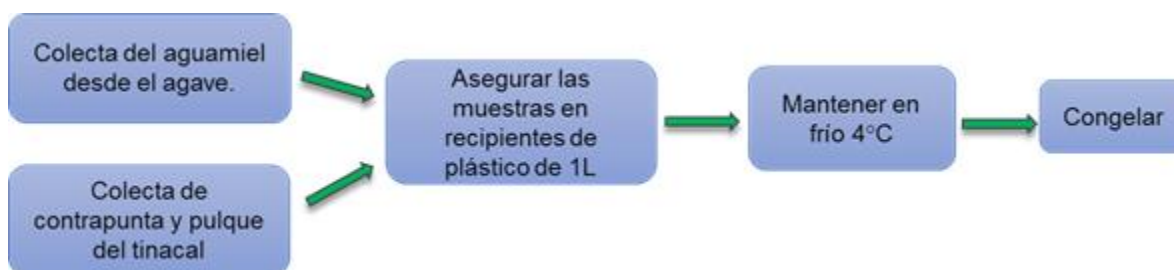 Colecta del aguamiel
desde el agave.
Colecta de
contrapunta y pulque
del tinacal
Asegurar las
muestras en
recipientes de
plástico de 1L
Mantener en
frío 4°C
Congelar